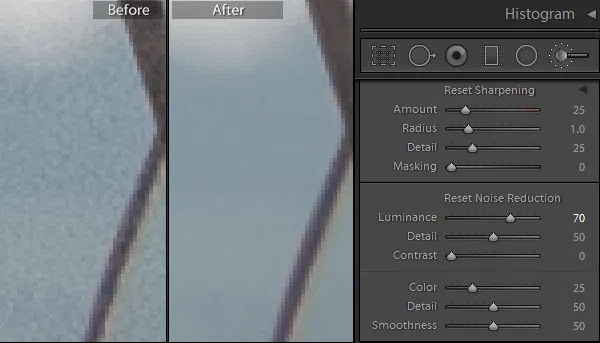 Before
After
Histogram
Reset Sharpening
Amount 25
Radius 1.0
Detail 25
Masking 0
Reset Noise Reduction
Luminance 70
Detail 50
Contrast 0
Color 25
Detail 50
Smoothness 50